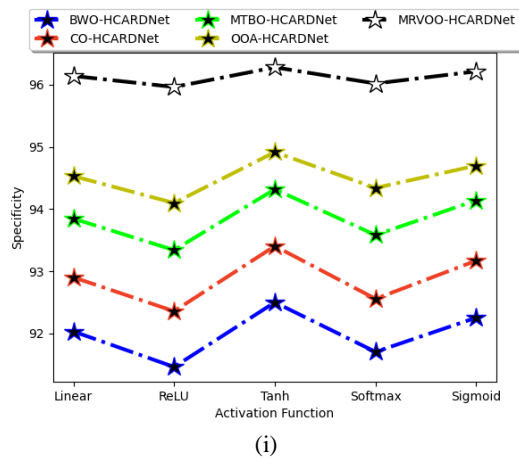 BWO-HCARDNet MTBO-HCARDNet MRVOO-HCARDNet
CO-HCARDNet OOA-HCARDNet
96
95
94
93
92
Specificity
Linear ReLU Tanh Softmax Sigmoid
Activation Function
(i)